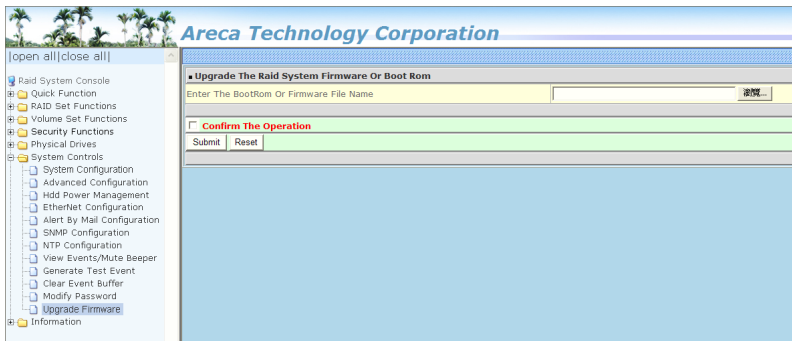 Areca Technology Corporation
|open all|close all|
Raid System Console
Quick Function
RAID Set Functions
Volume Set Functions
Security Functions
Physical Drives
System Controls
System Configuration
Advanced Configuration
Hdd Power Management
EtherNet Configuration
Alert By Mail Configuration
SNMP Configuration
NTP Configuration
View Events/Mute Beeper
Generate Test Event
Clear Event Buffer
Modify Password
Upgrade Firmware
Information
Upgrade The Raid System Firmware Or Boot Rom
Enter The BootRom Or Firmware File Name
瀏覽...
Confirm The Operation
Submit Reset